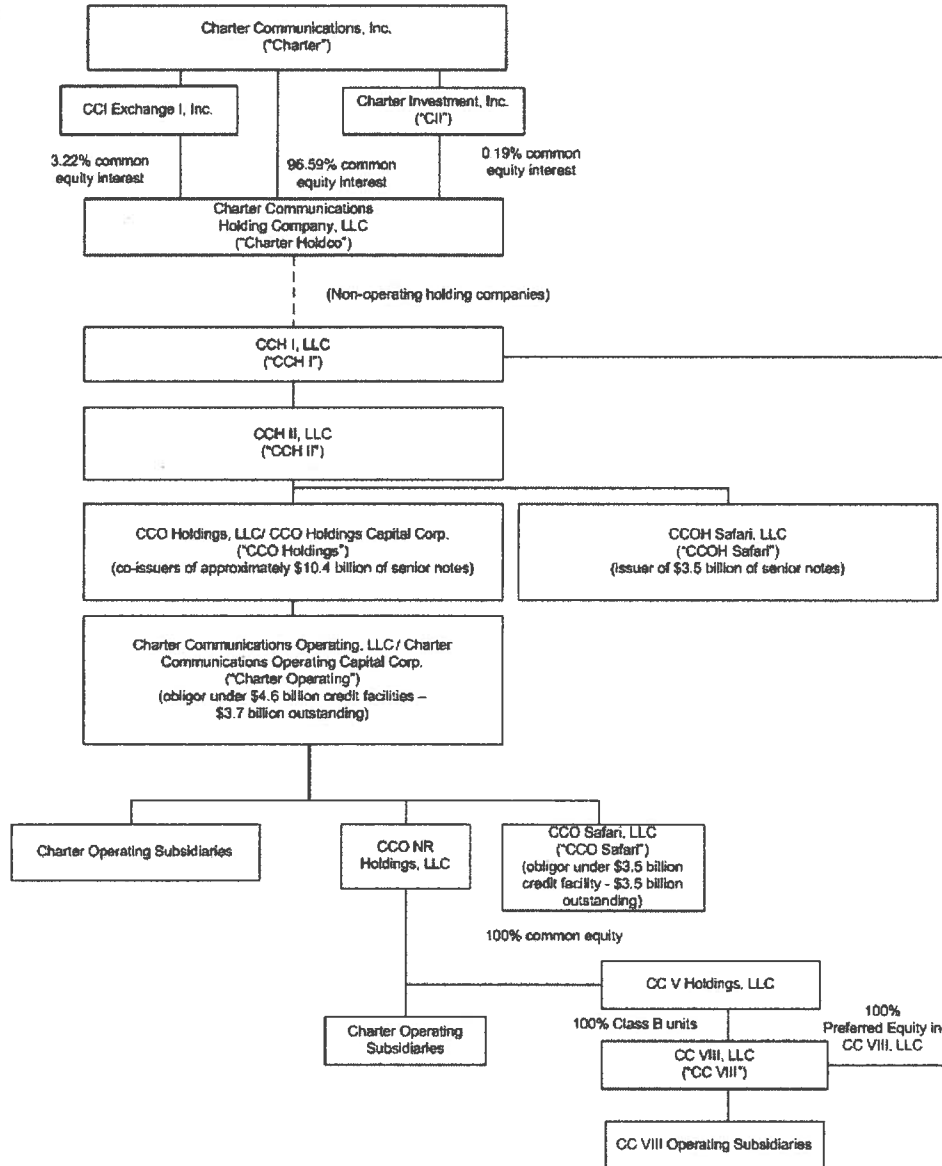 Charter Communications, Inc.
("Charter")
CCI Exchange I, Inc.
Charter Investment, Inc.
("CII")
3.22% common
equity interest
96.59% common
equity interest
0.19% common
equity interest
Charter Communications
Holding Company, LLC
("Charter Holdco")
(Non-operating holding companies)
CCH I, LLC
("CCH I")
CCH II, LLC
("CCH II")
CCO Holdings, LLC/ CCO Holdings Capital Corp.
("CCO Holdings")
(co-issuers of approximately $10.4 billion of senior notes)
CCOH Safari, LLC
("CCOH Safari")
(issuer of $3.5 billion of senior notes)
Charter Communications Operating, LLC/ Charter
Communications Operating Capital Corp.
("Charter Operating")
(obligor under $4.6 billion credit facilities –
$3.7 billion outstanding)
Charter Operating Subsidiaries
CCO NR
Holdings, LLC
CCO Safari, LLC
("CCO Safari")
(obligor under $3.5 billion
credit facility - $3.5 billion
outstanding)
100% common equity
CC V Holdings, LLC
Charter Operating
Subsidiaries
100% Class B units
100%
Preferred Equity in
CC VIII, LLC
CC VIII, LLC
("CC VIII")
CC VIII Operating Subsidiaries